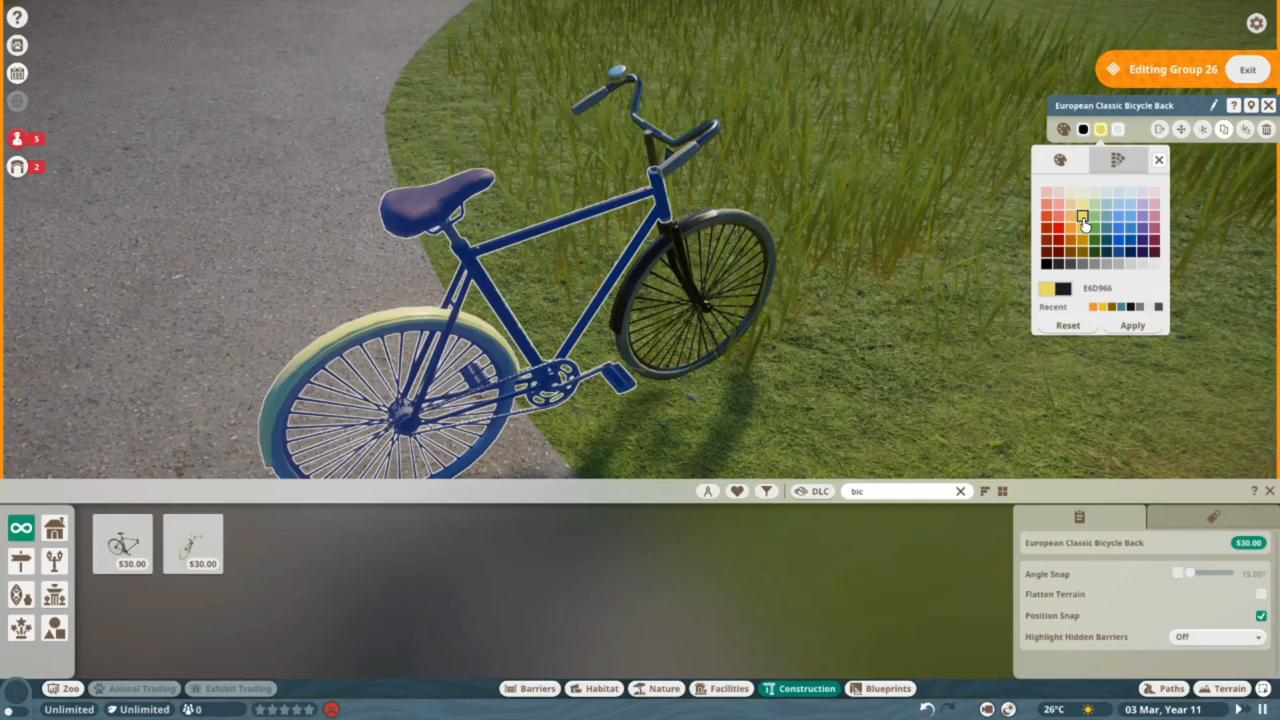 ?
Editing Group 26
Exit
European Classic Bicycle Back
?
5
2
E6D966
Recent
Reset
Apply
DLC
bic
?
$30.00
$30.00
European Classic Bicycle Back
$30.00
Angle Snap
15.00°
Flatten Terrain
Position Snap
Highlight Hidden Barriers
Off
Zoo
Animal Trading
Exhibit Trading
Barriers
Habitat
Nature
Facilities
Construction
Blueprints
Paths
Terrain
Unlimited
Unlimited
0
26°C
03 Mar, Year 11